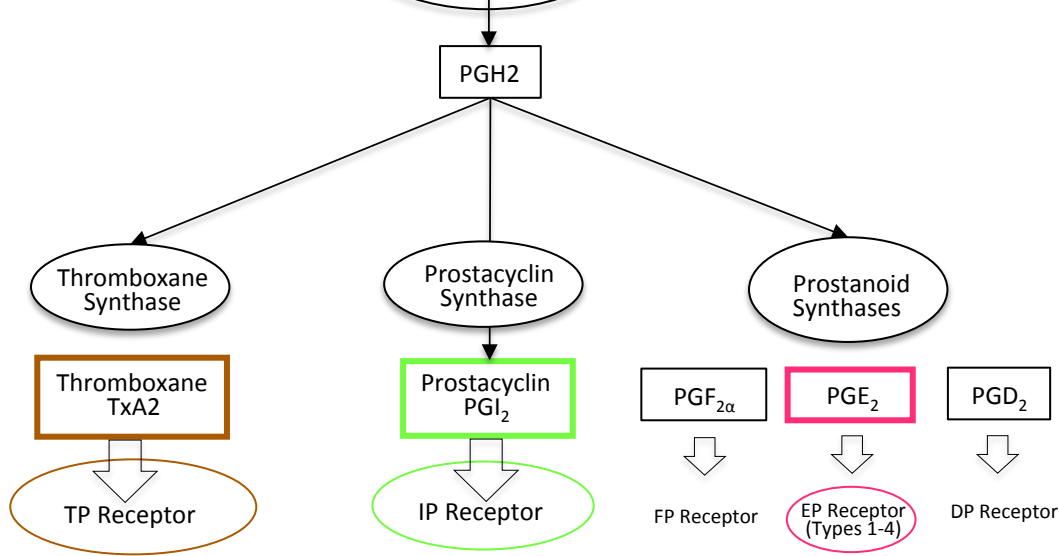 PGH2
Thromboxane
Synthase
Prostacyclin
Synthase
Prostanoid
Synthases
Thromboxane
TxA2
Prostacyclin
PGI₂
PGF₂α
PGE₂
PGD₂
TP Receptor
IP Receptor
FP Receptor
EP Receptor
(Types 1-4)
DP Receptor